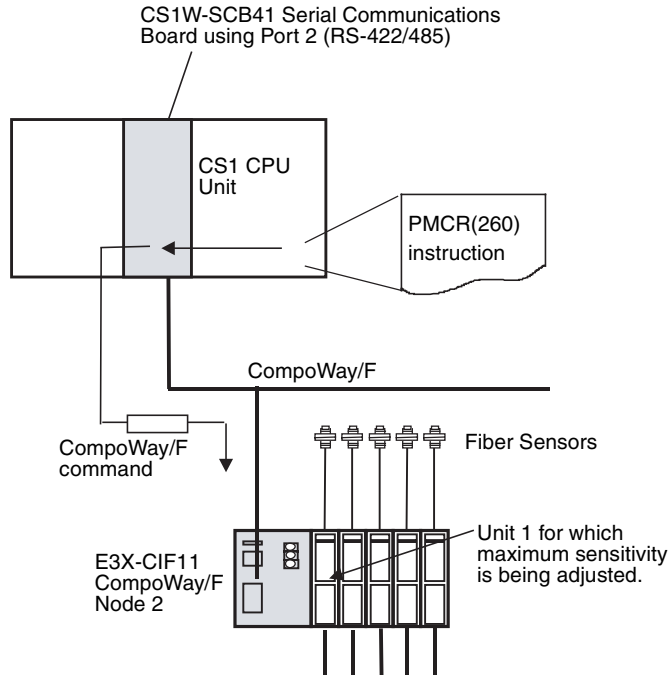 CS1W-SCB41 Serial Communications
Board using Port 2 (RS-422/485)
CS1 CPU
Unit
PMCR(260)
instruction
CompoWay/F
CompoWay/F
command
Fiber Sensors
E3X-CIF11
CompoWay/F
Node 2
Unit 1 for which
maximum sensitivity
is being adjusted.